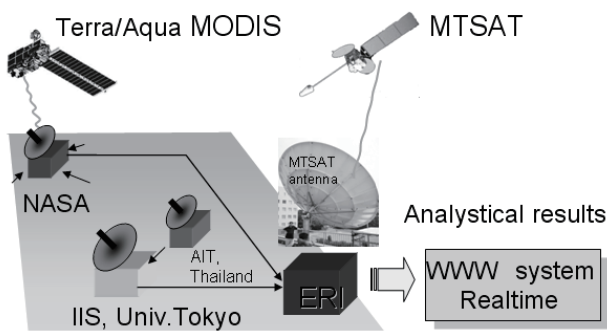 Terra/Aqua MODIS
MTSAT
MTSAT
antenna
NASA
AIT,
Thailand
IIS, Univ.Tokyo
ERI
Analystical results
WWW system
Realtime